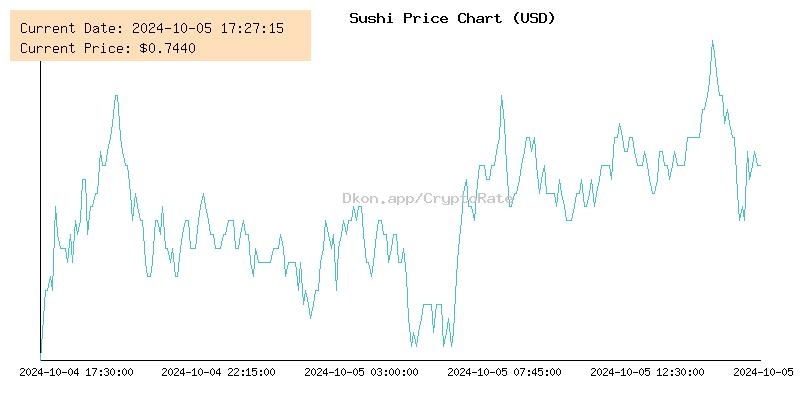 Sushi Price Chart (USD)
Current Date: 2024-10-05 17:27:15
Current Price: $0.7440
Dkon.app/CryptoRate
2024-10-04 17:30:00 2024-10-04 22:15:00 2024-10-05 03:00:00 2024-10-05 07:45:00 2024-10-05 12:30:00 2024-10-05